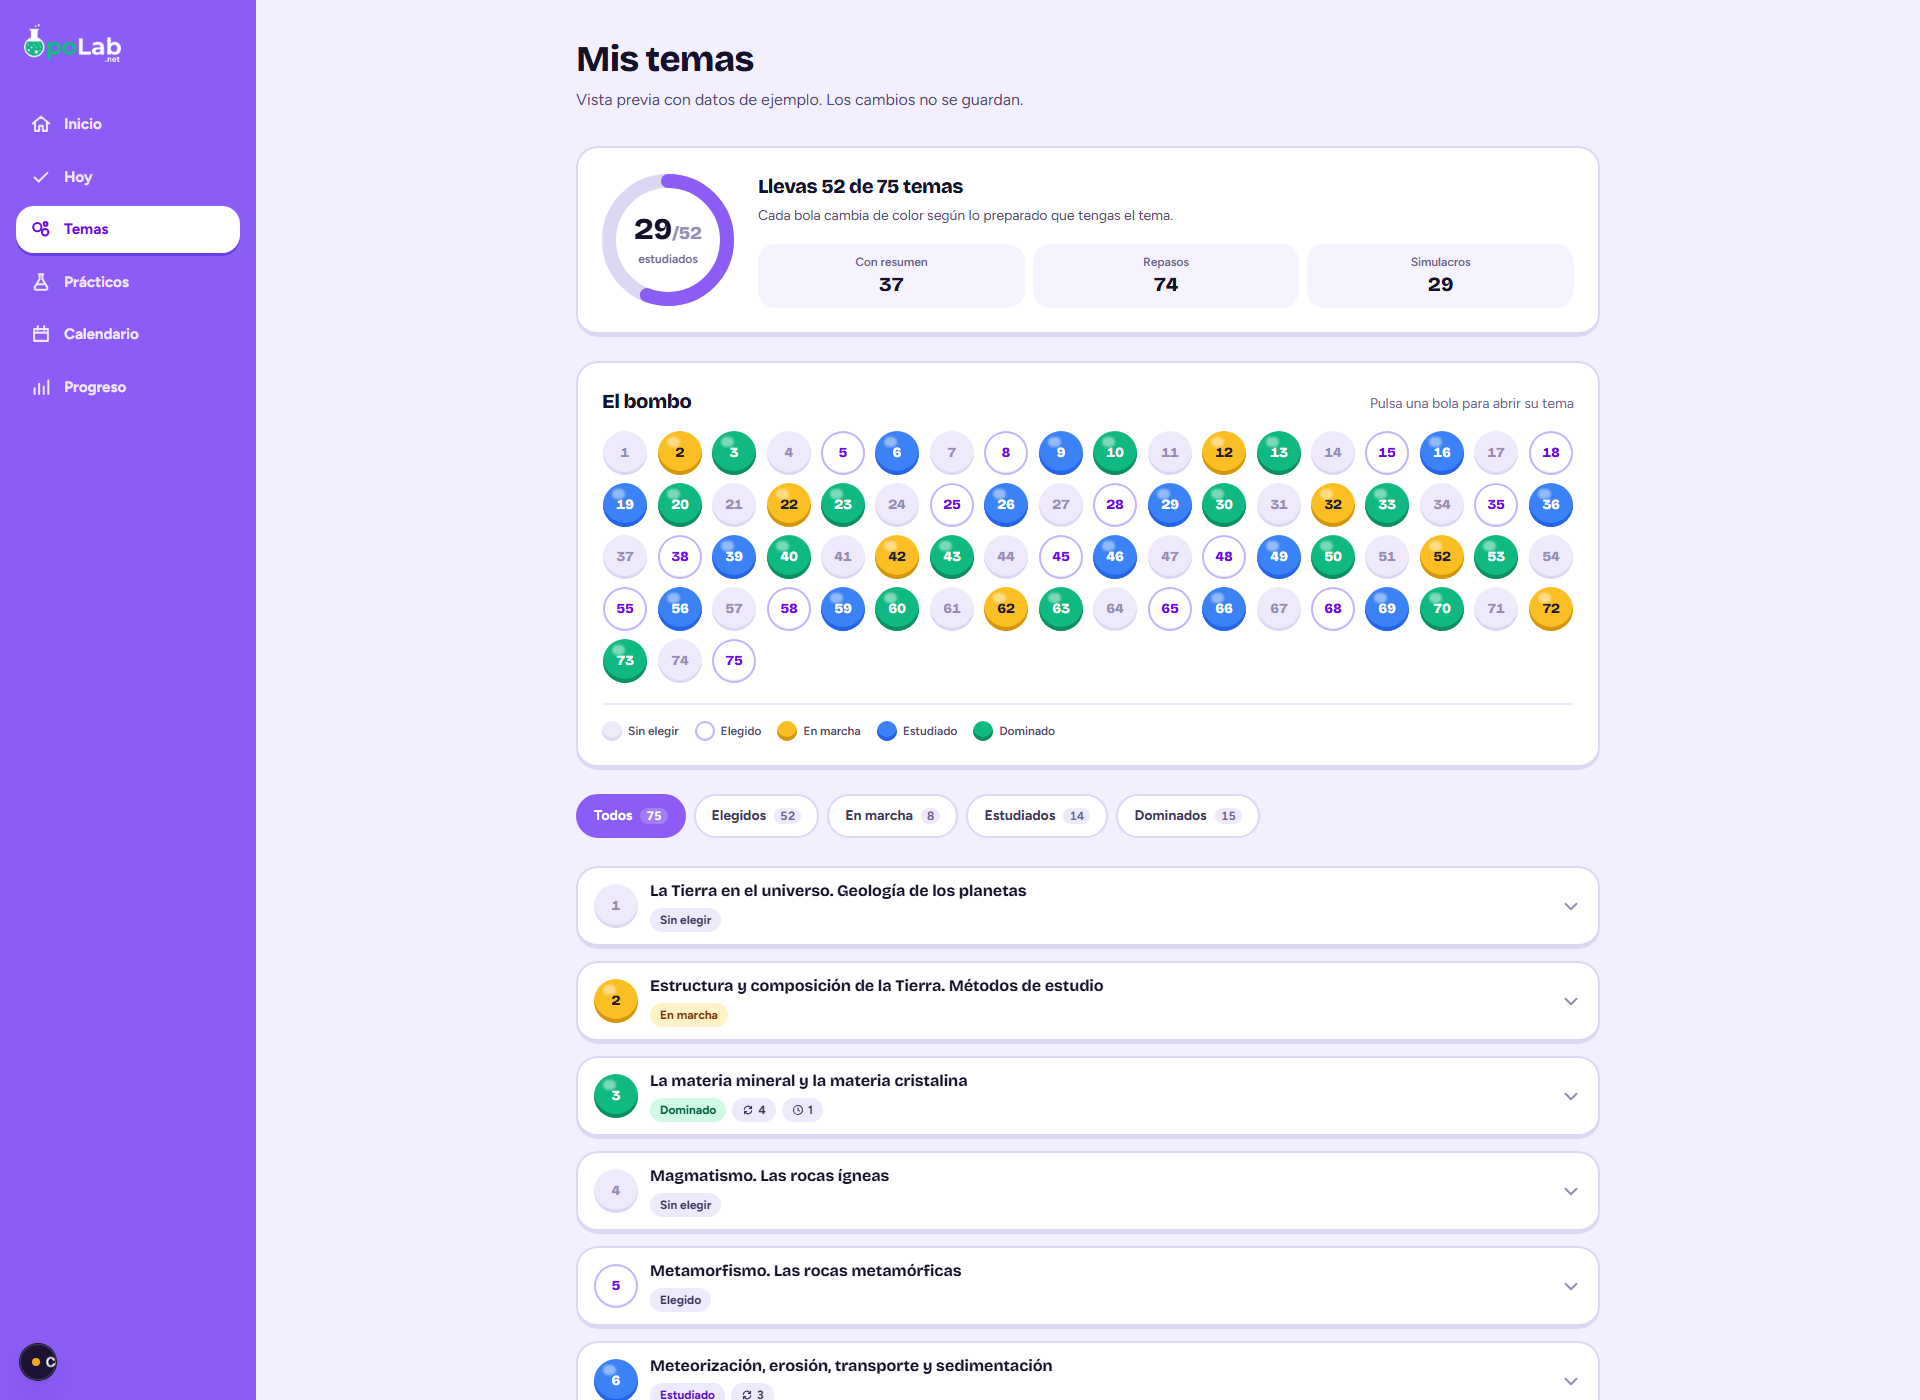 poLab
.net
Inicio
Hoy
Temas
Prácticos
Calendario
Progreso
C
Mis temas
Vista previa con datos de ejemplo. Los cambios no se guardan.
29/52
estudiados
Llevas 52 de 75 temas
Cada bola cambia de color según lo preparado que tengas el tema.
Con resumen
37
Repasos
74
Simulacros
29
El bombo
Pulsa una bola para abrir su tema
1 2 3 4 5 6 7 8 9 10 11 12 13 14 15 16 17 18
19 20 21 22 23 24 25 26 27 28 29 30 31 32 33 34 35 36
37 38 39 40 41 42 43 44 45 46 47 48 49 50 51 52 53 54
55 56 57 58 59 60 61 62 63 64 65 66 67 68 69 70 71 72
73 74 75
Sin elegir Elegido En marcha Estudiado Dominado
Todos 75 Elegidos 52 En marcha 8 Estudiados 14 Dominados 15
1
La Tierra en el universo. Geología de los planetas
Sin elegir
2
Estructura y composición de la Tierra. Métodos de estudio
En marcha
3
La materia mineral y la materia cristalina
Dominado 4 1
4
Magmatismo. Las rocas ígneas
Sin elegir
5
Metamorfismo. Las rocas metamórficas
Elegido
6
Meteorización, erosión, transporte y sedimentación
Estudiado 3